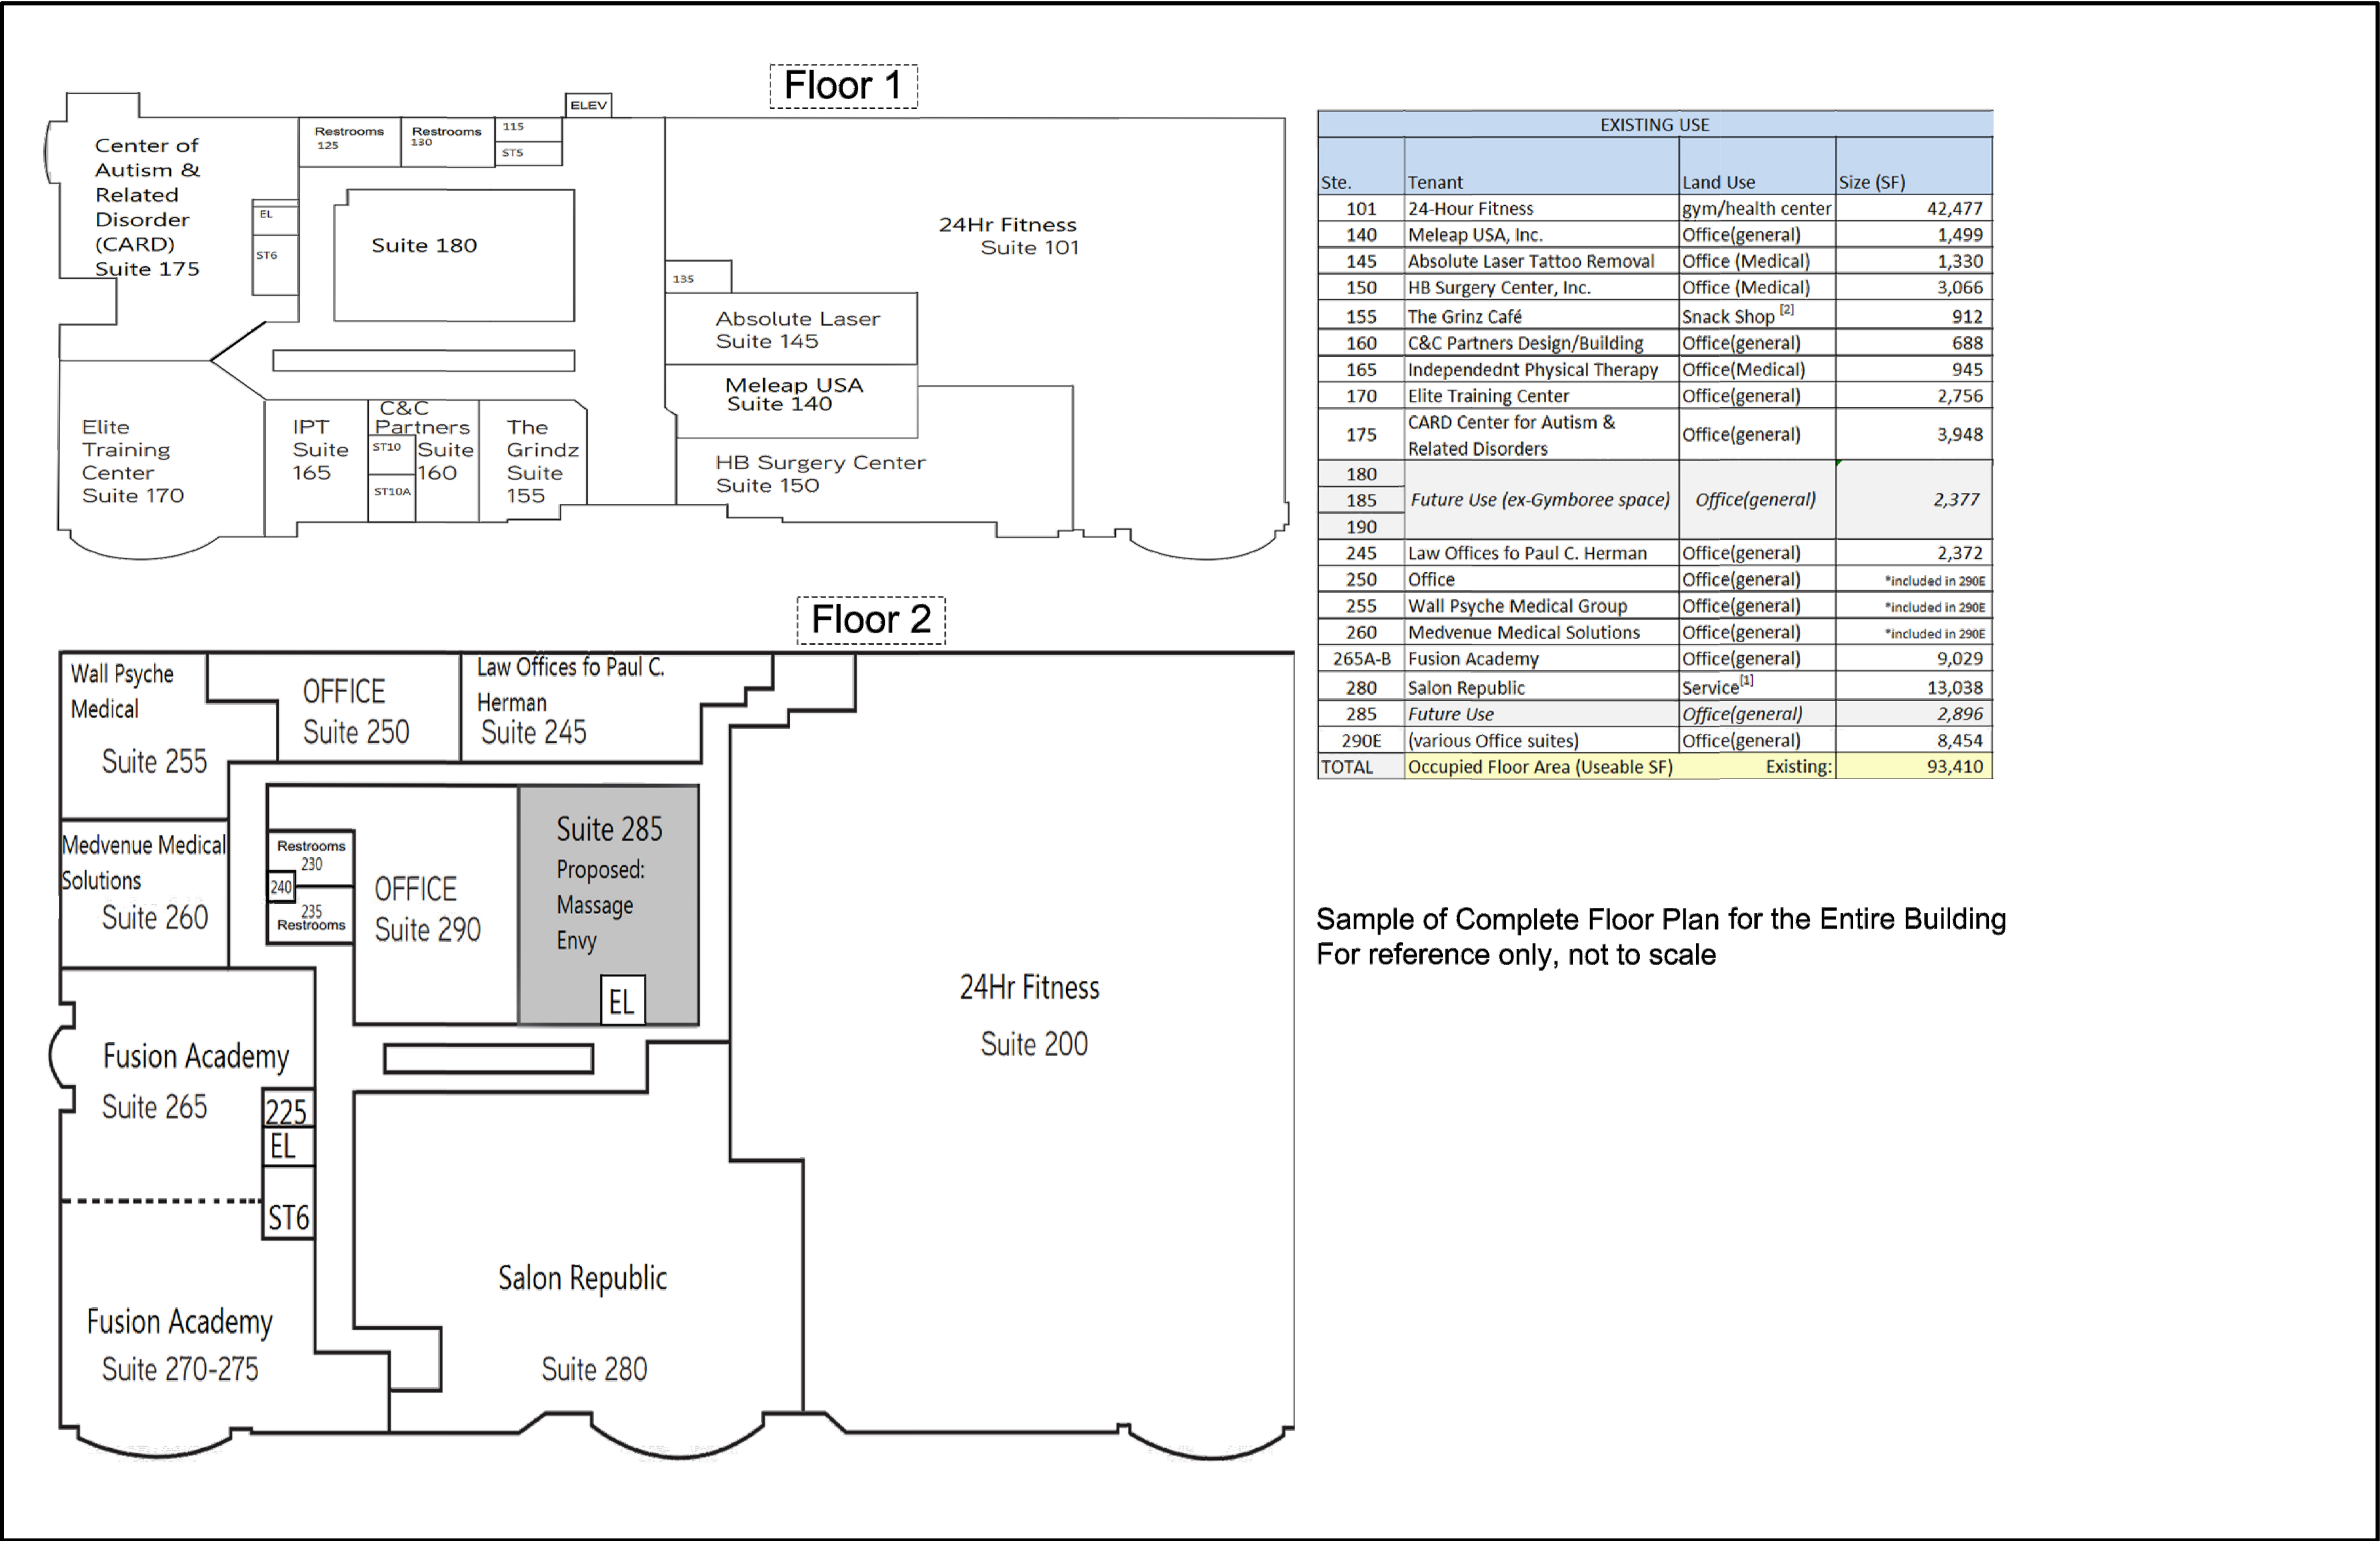 Floor 1
ELEV
Center of
Autism &
Related
Disorder
(CARD)
Suite 175
Restrooms
125
Restrooms
130
115
ST5
EL
ST6
Suite 180
24Hr Fitness
Suite 101
135
Absolute Laser
Suite 145
Meleap USA
Suite 140
HB Surgery Center
Suite 150
Elite
Training
Center
Suite 170
IPT
Suite
165
C&C
Partners
ST10
Suite
160
ST10A
The
Grindz
Suite
155
Floor 2
Wall Psyche
Medical
Suite 255
OFFICE
Suite 250
Law Offices fo Paul C.
Herman
Suite 245
Medvenue Medical
Solutions
Suite 260
Restrooms
230
240
235
Restrooms
OFFICE
Suite 290
Suite 285
Proposed:
Massage
Envy
EL
24Hr Fitness
Suite 200
Fusion Academy
Suite 265
225
EL
ST6
Fusion Academy
Suite 270-275
Salon Republic
Suite 280
EXISTING USE
Ste. Tenant Land Use Size (SF)
101 24-Hour Fitness gym/health center 42,477
140 Meleap USA, Inc. Office(general) 1,499
145 Absolute Laser Tattoo Removal Office (Medical) 1,330
150 HB Surgery Center, Inc. Office (Medical) 3,066
155 The Grinz Café Snack Shop [2] 912
160 C&C Partners Design/Building Office(general) 688
165 Independednt Physical Therapy Office(Medical) 945
170 Elite Training Center Office(general) 2,756
175 CARD Center for Autism &
Related Disorders Office(general) 3,948
180
185 Future Use (ex-Gymboree space) Office(general) 2,377
190
245 Law Offices fo Paul C. Herman Office(general) 2,372
250 Office Office(general) *included in 290E
255 Wall Psyche Medical Group Office(general) *included in 290E
260 Medvenue Medical Solutions Office(general) *included in 290E
265A-B Fusion Academy Office(general) 9,029
280 Salon Republic Service[1] 13,038
285 Future Use Office(general) 2,896
290E (various Office suites) Office(general) 8,454
TOTAL Occupied Floor Area (Useable SF) Existing: 93,410
Sample of Complete Floor Plan for the Entire Building
For reference only, not to scale